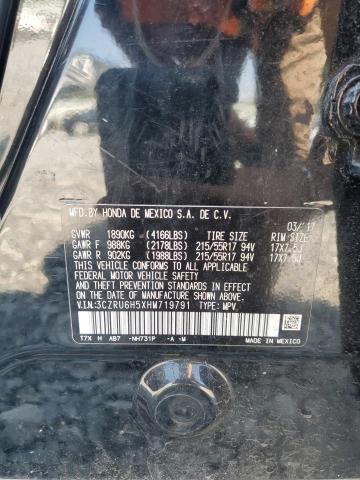 MFD.BY HONDA DE MEXICO S.A. DE C.V. 03/17
GVWR 1890KG (4166LBS) TIRE SIZE RIM SIZE
GAWR F 988KG (2178LBS) 215/55R17 94V 17X7.5J
GAWR R 902KG (1988LBS) 215/55R17 94V 17X7.5J
THIS VEHICLE CONFORMS TO ALL APPLICABLE
FEDERAL MOTOR VEHICLE SAFETY, BUMPER,
AND THEFT PREVENTION STANDARDS IN EFFECT
ON THE DATE OF MANUFACTURE SHOWN ABOVE.
V.I.N.:3CZRU6H5XHM719791 TYPE: MPV
T7X H AB7 -NH731P -A -M
MADE IN MEXICO